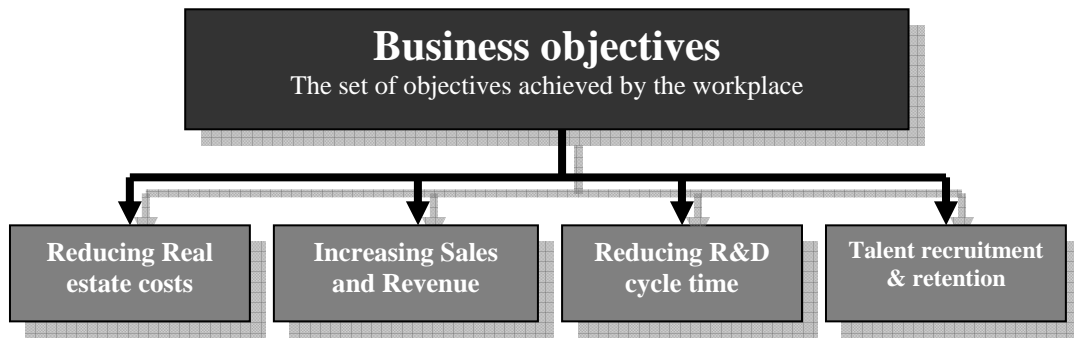 Business objectives
The set of objectives achieved by the workplace
Reducing Real
estate costs
Increasing Sales
and Revenue
Reducing R&D
cycle time
Talent recruitment
& retention